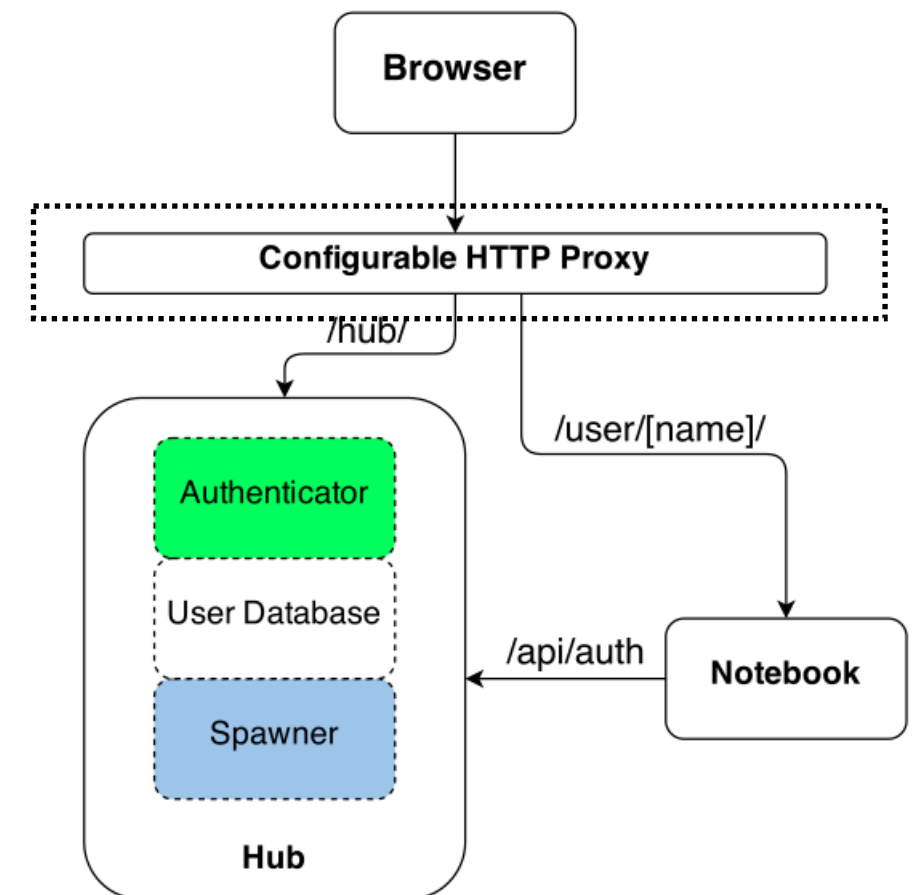 Browser
Configurable HTTP Proxy
/hub/
/user/[name]/
Authenticator
User Database
/api/auth
Notebook
Spawner
Hub